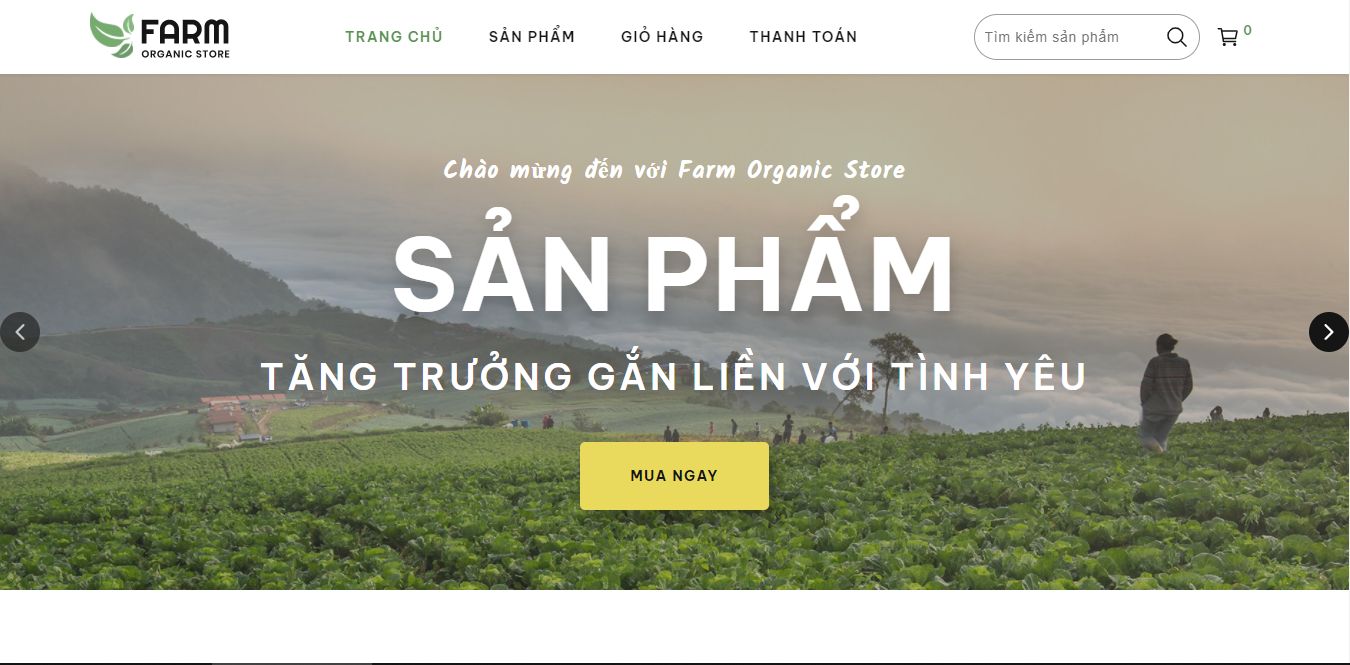 FARM
ORGANIC STORE
TRANG CHỦ
SẢN PHẨM
GIỎ HÀNG
THANH TOÁN
Tìm kiếm sản phẩm
0
Chào mừng đến với Farm Organic Store
SẢN PHẨM
TĂNG TRƯỞNG GẮN LIỀN VỚI TÌNH YÊU
MUA NGAY